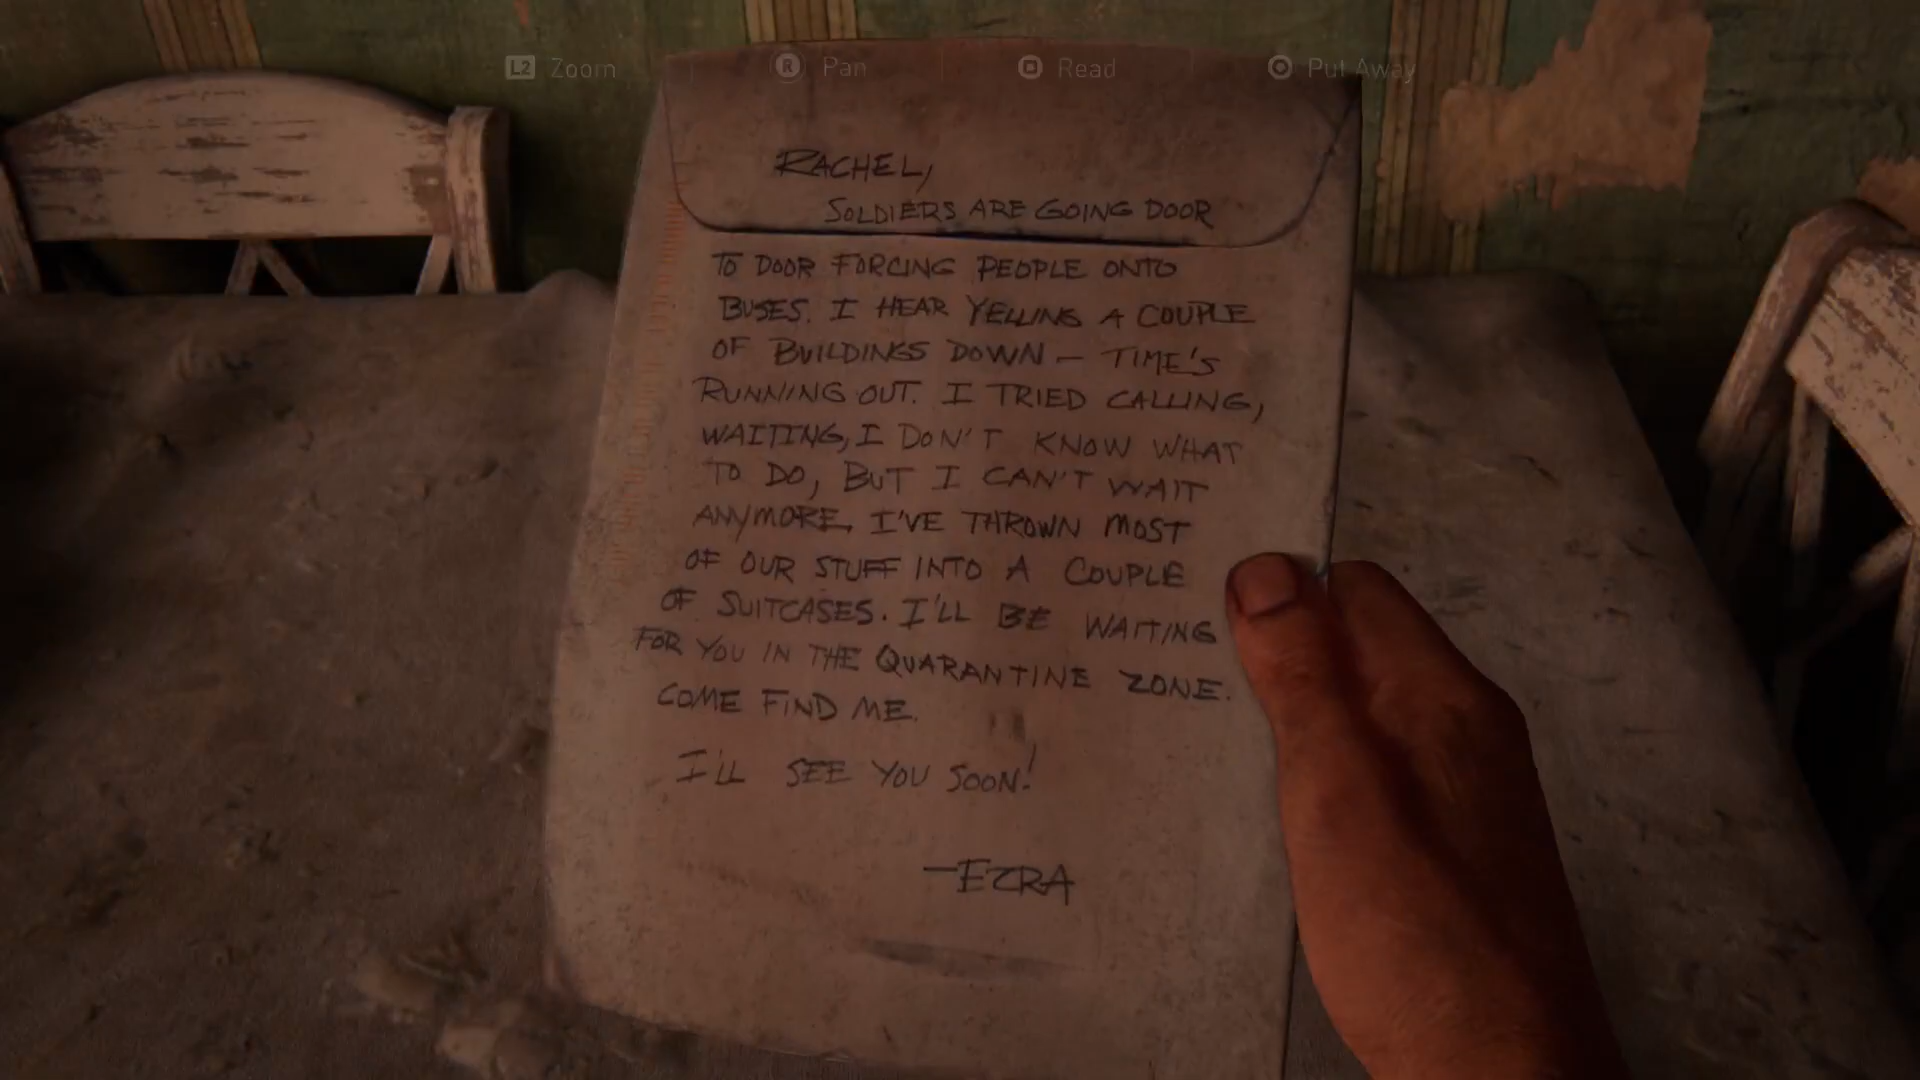 L2 Zoom R Pan Read Put Away
RACHEL,
SOLDIERS ARE GOING DOOR
TO DOOR FORCING PEOPLE ONTO
BUSES. I HEAR YELLING A COUPLE
OF BUILDINGS DOWN - TIME'S
RUNNING OUT. I TRIED CALLING,
WAITING, I DON'T KNOW WHAT
TO DO, BUT I CAN'T WAIT
ANYMORE. I'VE THROWN MOST
OF OUR STUFF INTO A COUPLE
OF SUITCASES. I'LL BE WAITING
FOR YOU IN THE QUARANTINE ZONE.
COME FIND ME.
I'LL SEE YOU SOON!
-EZRA